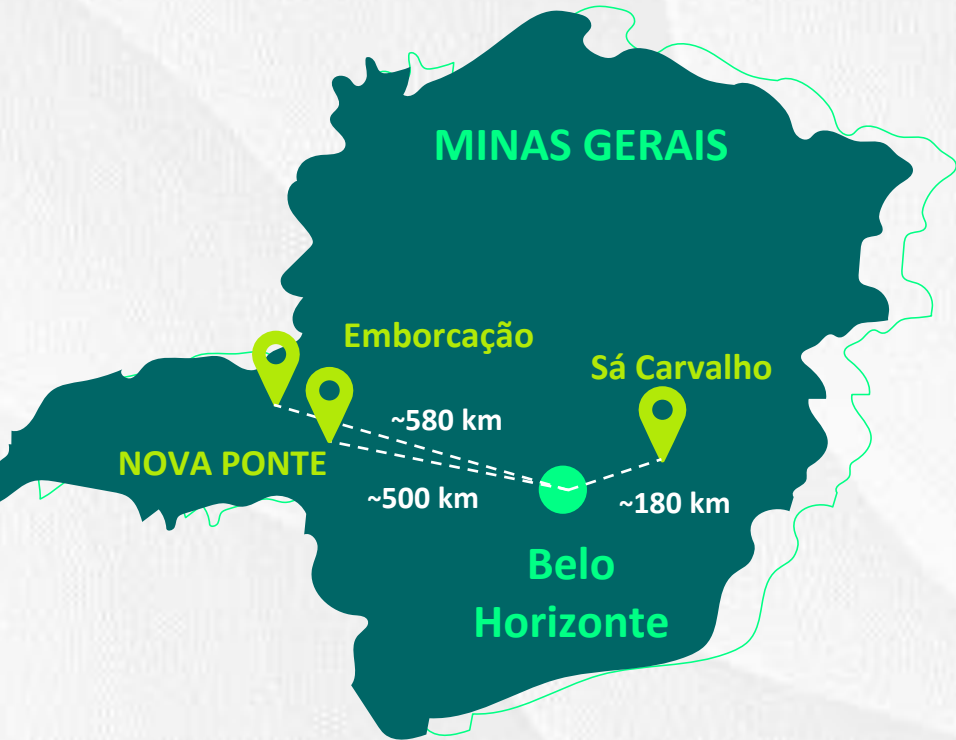 MINAS GERAIS
Emborcação
Sá Carvalho
~580 km
NOVA PONTE
~500 km
~180 km
Belo
Horizonte